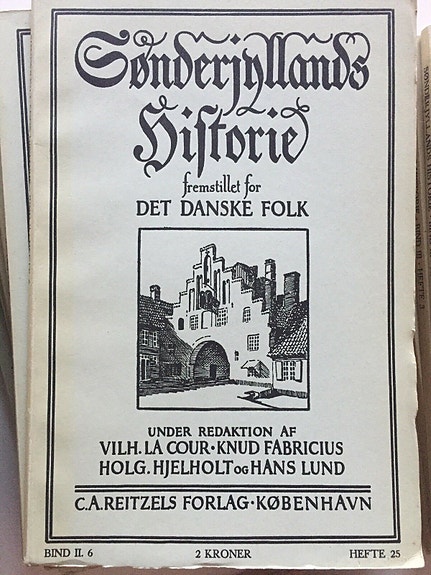 Sønderjyllands
Historie
fremstillet for
DET DANSKE FOLK
UNDER REDAKTION AF
VILH. LA COUR · KNUD FABRICIUS
HOLG. HJELHOLT OG HANS LUND
C. A. REITZELS FORLAG · KØBENHAVN
BIND II. 6 2 KRONER HEFTE 25